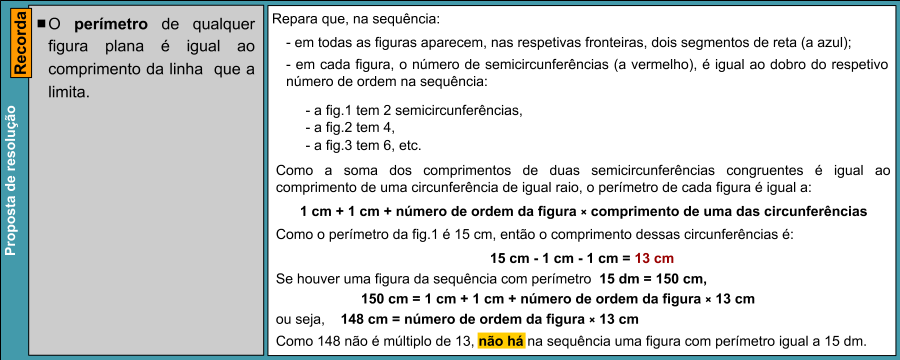 Proposta de resolução
Recorda
■O perímetro de qualquer
figura plana é igual ao
comprimento da linha que a
limita.
Repara que, na sequência:
- em todas as figuras aparecem, nas respetivas fronteiras, dois segmentos de reta (a azul);
- em cada figura, o número de semicircunferências (a vermelho), é igual ao dobro do respetivo
número de ordem na sequência:
- a fig.1 tem 2 semicircunferências,
- a fig.2 tem 4,
- a fig.3 tem 6, etc.
Como a soma dos comprimentos de duas semicircunferências congruentes é igual ao
comprimento de uma circunferência de igual raio, o perímetro de cada figura é igual a:
1 cm + 1 cm + número de ordem da figura × comprimento de uma das circunferências
Como o perímetro da fig.1 é 15 cm, então o comprimento dessas circunferências é:
15 cm - 1 cm - 1 cm = 13 cm
Se houver uma figura da sequência com perímetro 15 dm = 150 cm,
150 cm = 1 cm + 1 cm + número de ordem da figura × 13 cm
ou seja, 148 cm = número de ordem da figura × 13 cm
Como 148 não é múltiplo de 13, não há na sequência uma figura com perímetro igual a 15 dm.